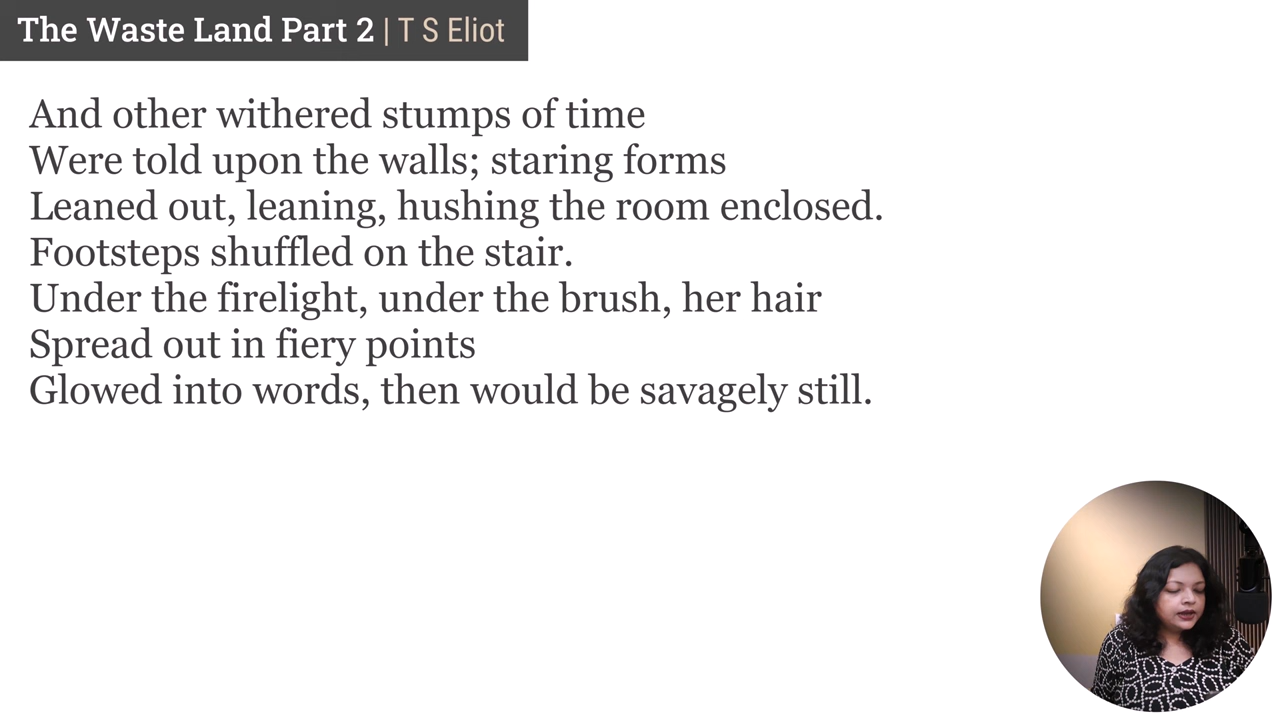 The Waste Land Part 2 | T S Eliot
And other withered stumps of time
Were told upon the walls; staring forms
Leaned out, leaning, hushing the room enclosed.
Footsteps shuffled on the stair.
Under the firelight, under the brush, her hair
Spread out in fiery points
Glowed into words, then would be savagely still.